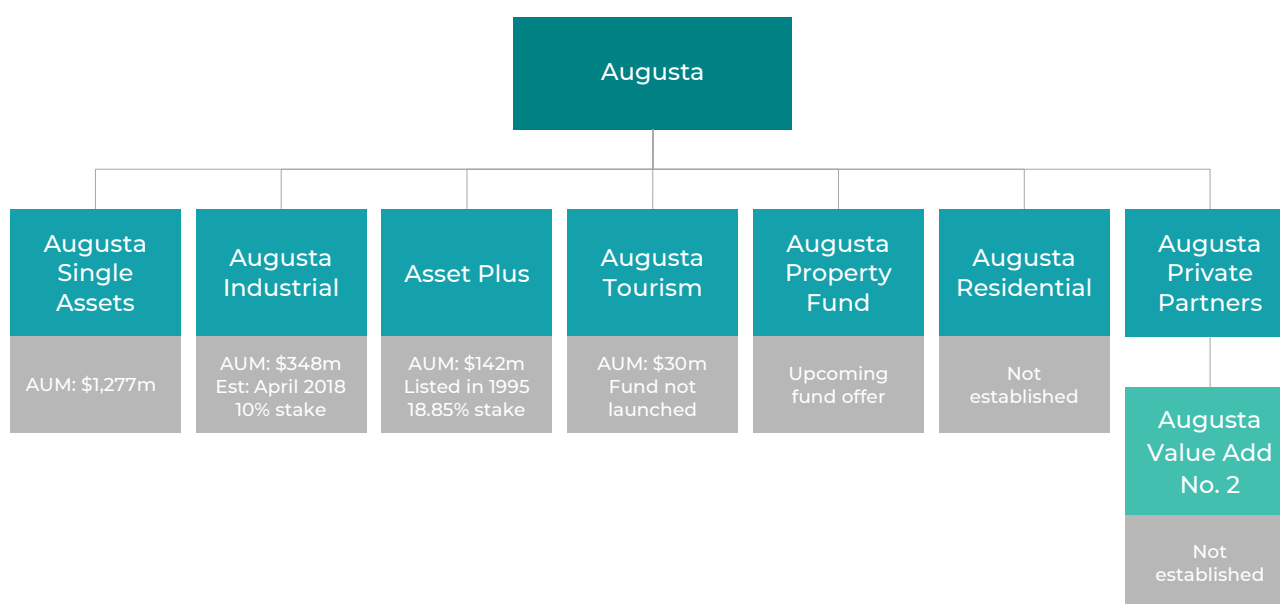 Augusta
Augusta
Single
Assets
AUM: $1,277m
Augusta
Industrial
AUM: $348m
Est: April 2018
10% stake
Asset Plus
AUM: $142m
Listed in 1995
18.85% stake
Augusta
Tourism
AUM: $30m
Fund not
launched
Augusta
Property
Fund
Upcoming
fund offer
Augusta
Residential
Not
established
Augusta
Private
Partners
Augusta
Value Add
No. 2
Not
established